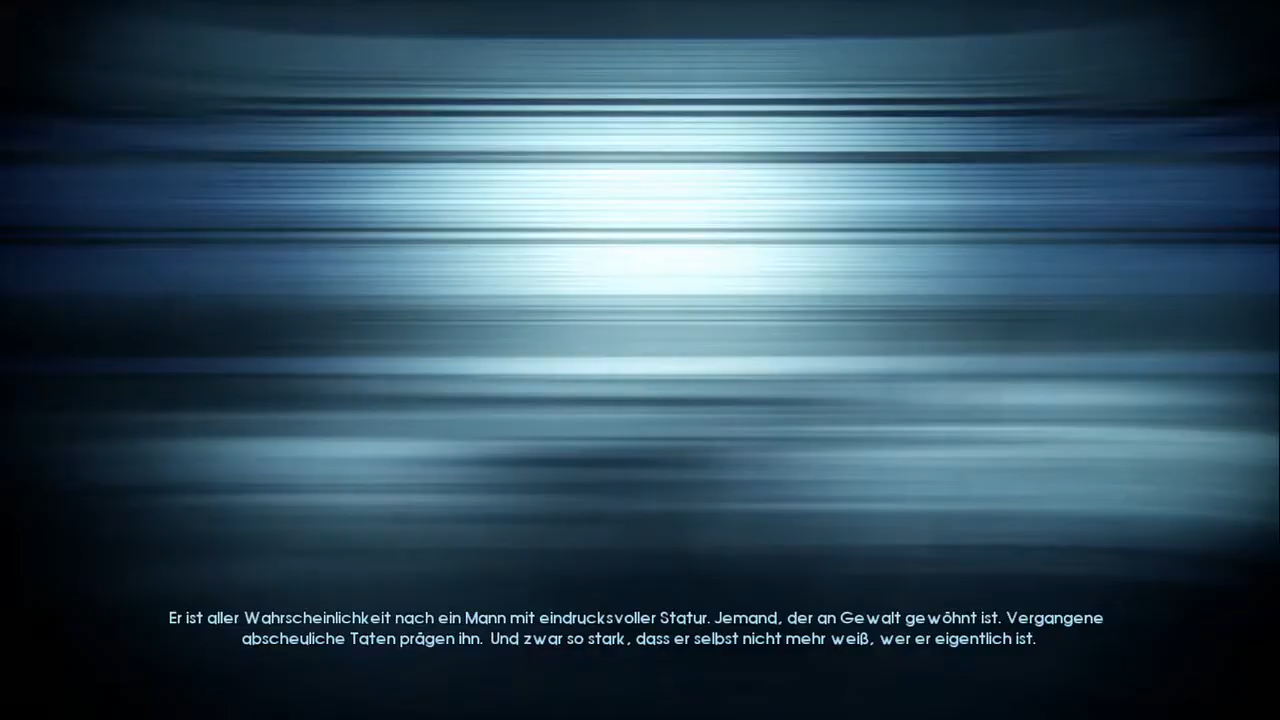 Er ist aller Wahrscheinlichkeit nach ein Mann mit eindrucksvoller Statur. Jemand, der an Gewalt gewöhnt ist. Vergangene
abscheuliche Taten prägen ihn. Und zwar so stark, dass er selbst nicht mehr weiß, wer er eigentlich ist.